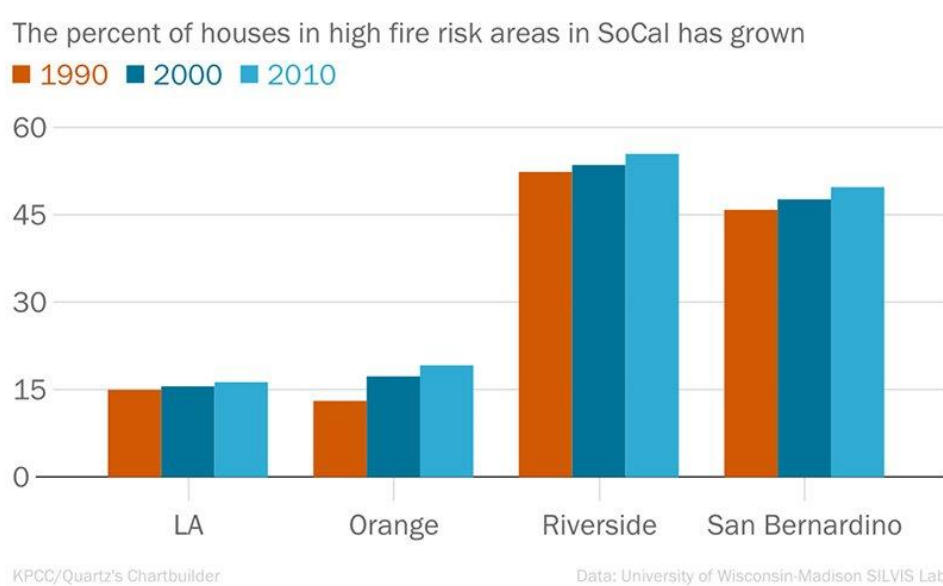 The percent of houses in high fire risk areas in SoCal has grown
1990 2000 2010
60
45
30
15
0
LA Orange Riverside San Bernardino
KPCC/Quartz's Chartbuilder Data: University of Wisconsin-Madison SILVIS Lab